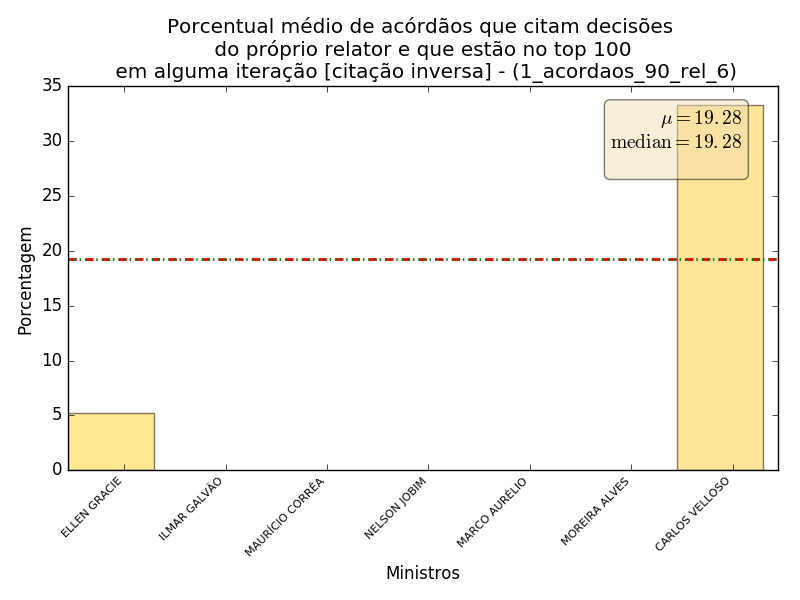 Porcentual médio de acórdãos que citam decisões
do próprio relator e que estão no top 100
em alguma iteração [citação inversa] - (1_acordaos_90_rel_6)
μ = 19.28
median = 19.28
35
30
25
20
15
10
5
0
Porcentagem
ELLEN GRACIE
ILMAR GALVÃO
MAURÍCIO CORRÊA
NELSON JOBIM
MARCO AURÉLIO
MOREIRA ALVES
CARLOS VELLOSO
Ministros